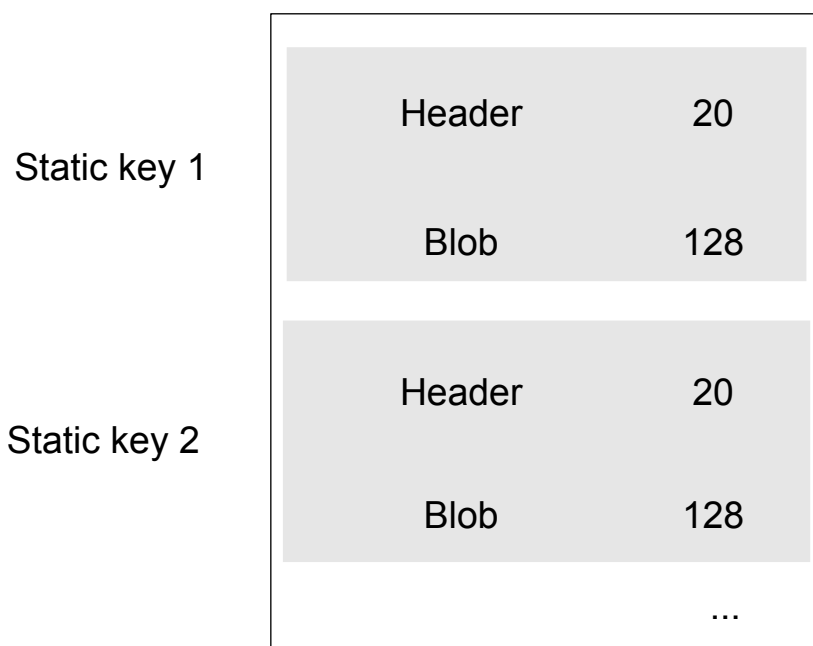 Header 20
Static key 1
Blob 128
Header 20
Static key 2
Blob 128
...